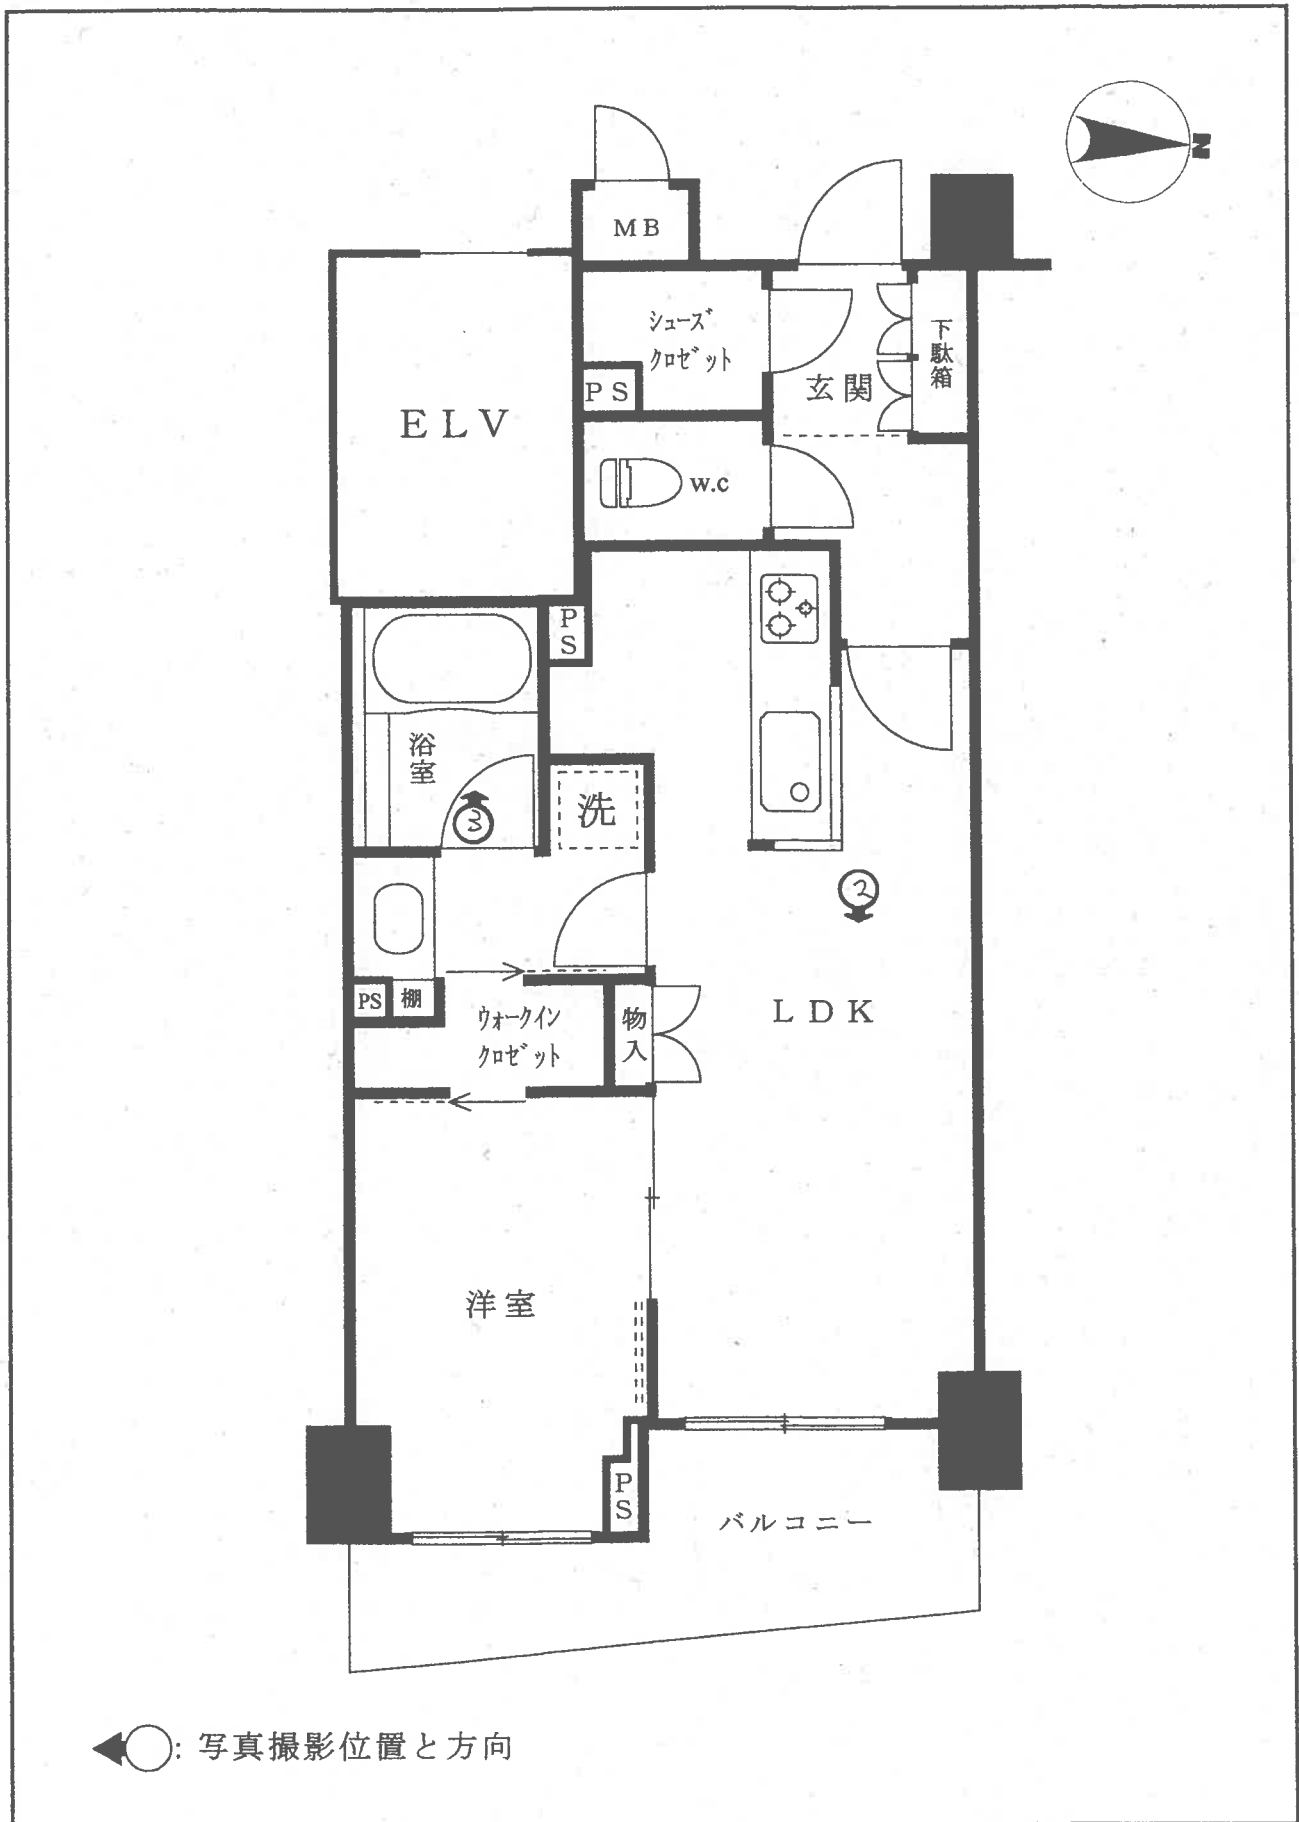 N
MB
シューズ
クロゼット
下駄箱
PS
玄関
ELV
W.C
PS
浴室
洗
3
2
PS
棚
ウォークイン
クロゼット
物入
LDK
洋室
PS
バルコニー
: 写真撮影位置と方向